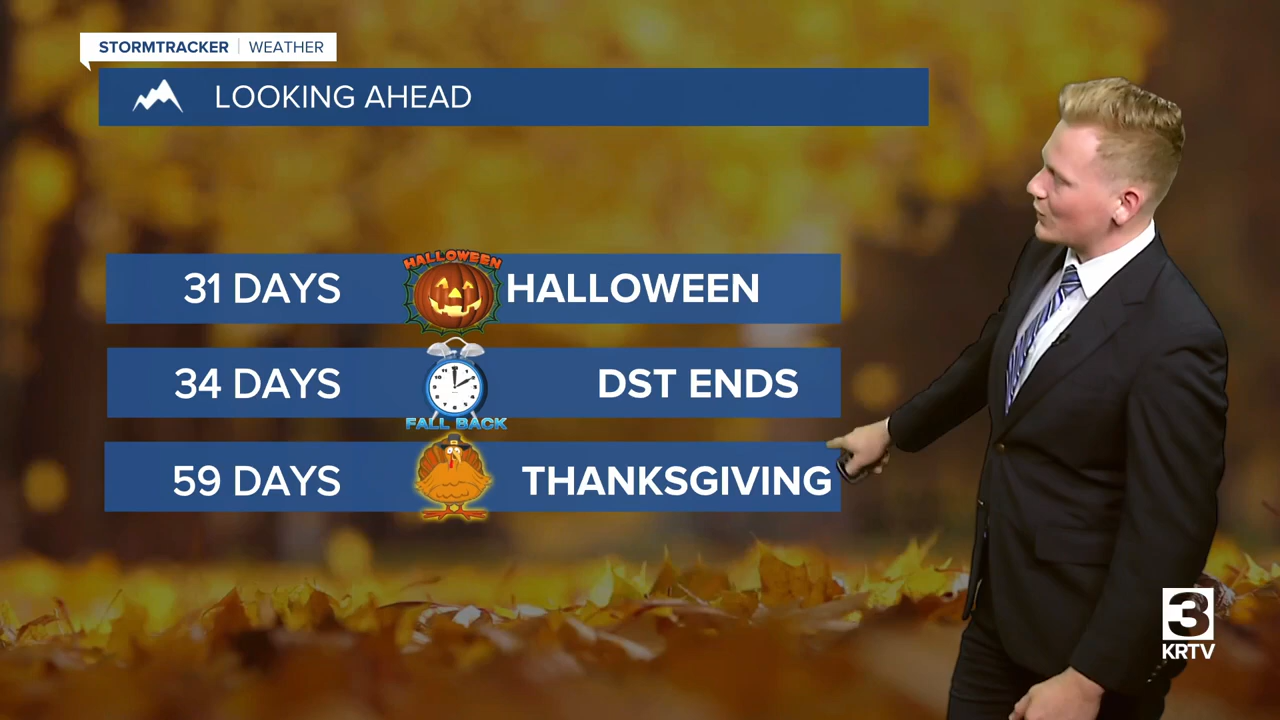 STORMTRACKER | WEATHER
LOOKING AHEAD
31 DAYS HALLOWEEN HALLOWEEN
34 DAYS DST ENDS
FALL BACK
59 DAYS THANKSGIVING
3
KRTV